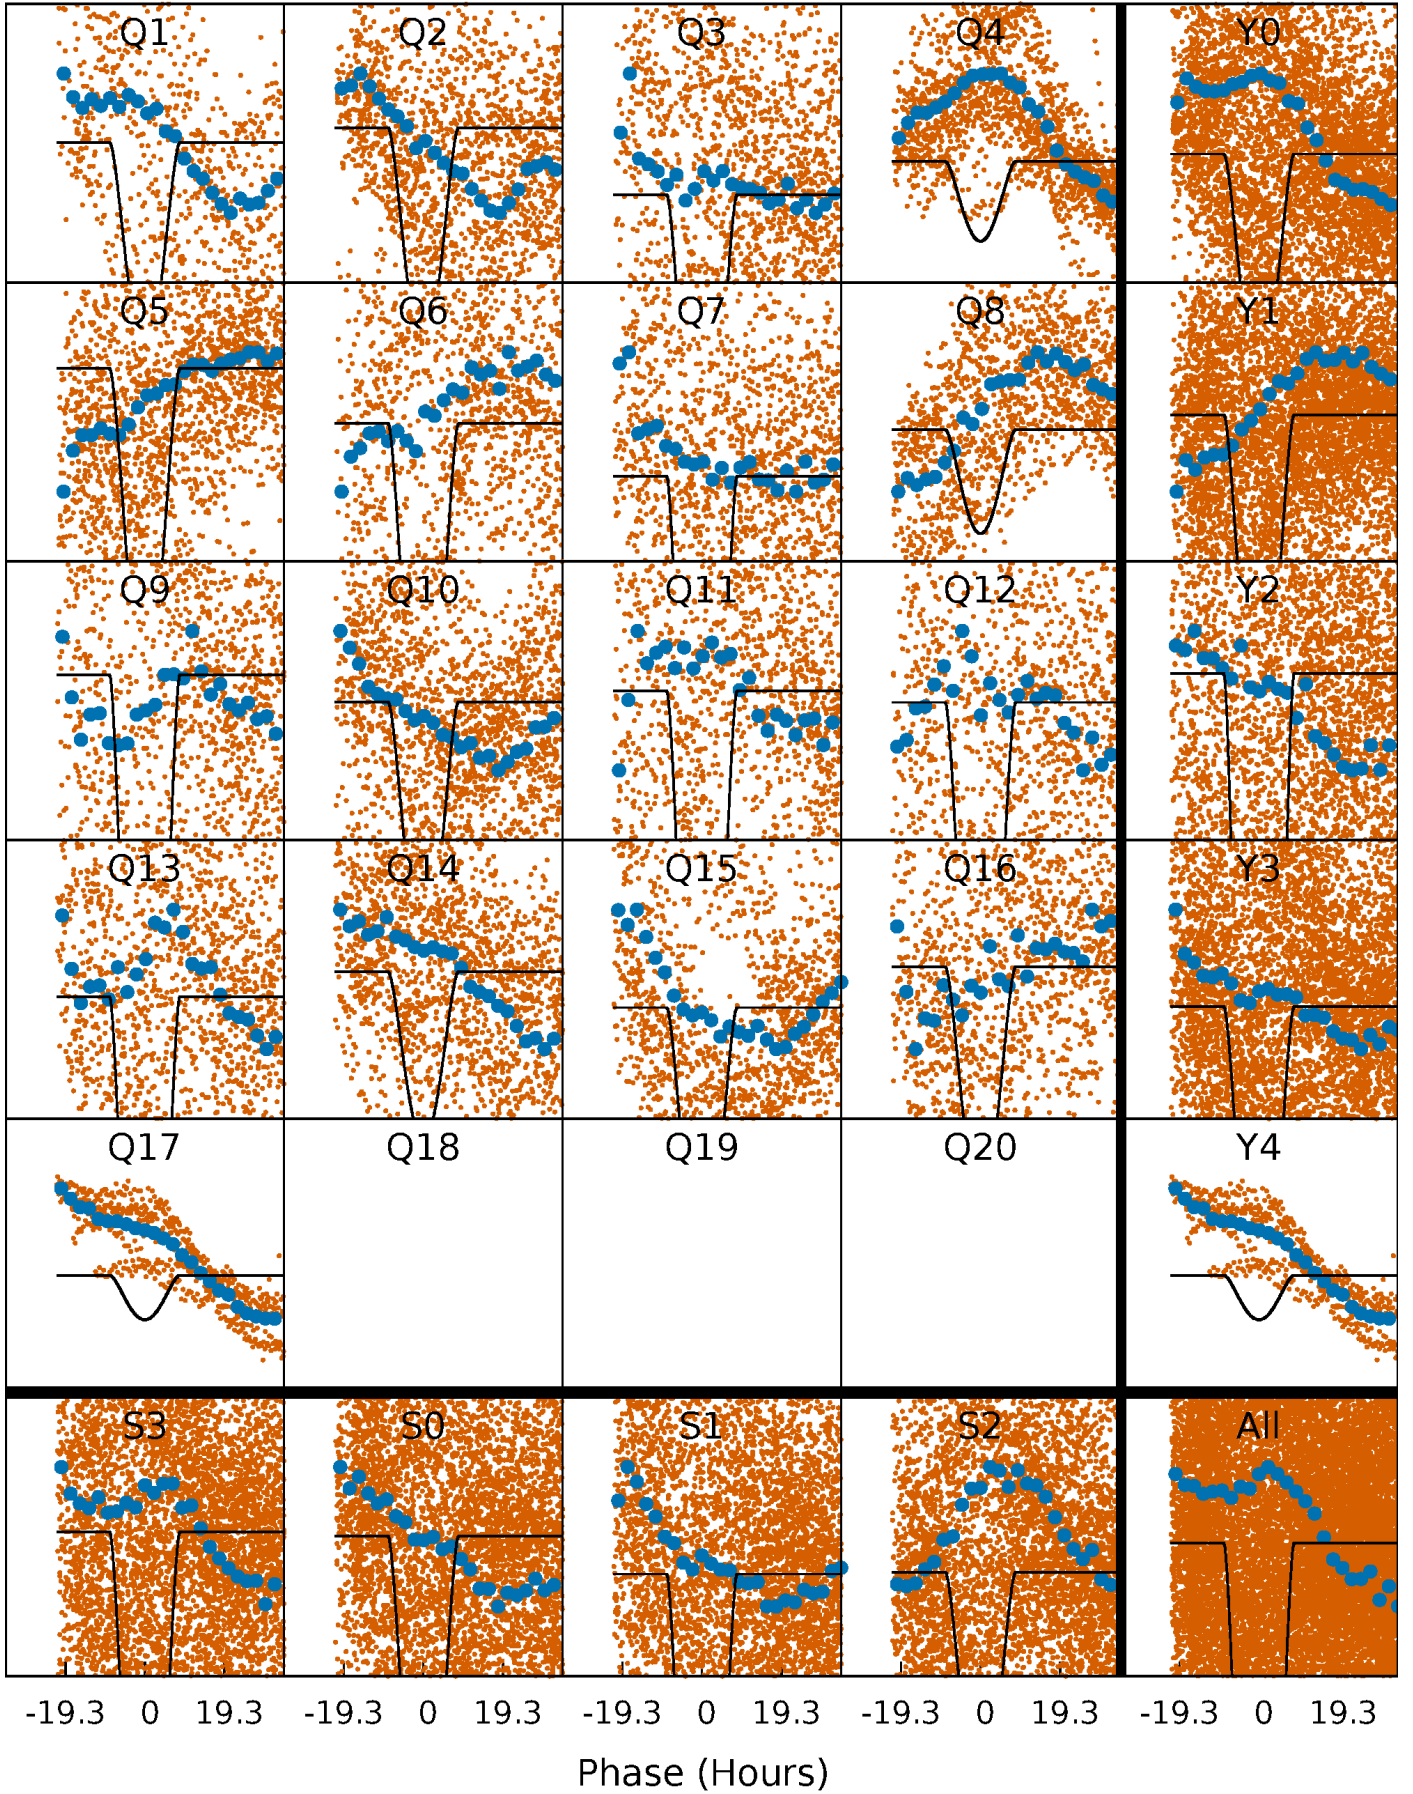 Q1 Q2 Q3 Q4 Y0
Q5 Q6 Q7 Q8 Y1
Q9 Q10 Q11 Q12 Y2
Q13 Q14 Q15 Q16 Y3
Q17 Q18 Q19 Q20 Y4
S3 S0 S1 S2 All
-19.3 0 19.3 -19.3 0 19.3 -19.3 0 19.3 -19.3 0 19.3 -19.3 0 19.3
Phase (Hours)